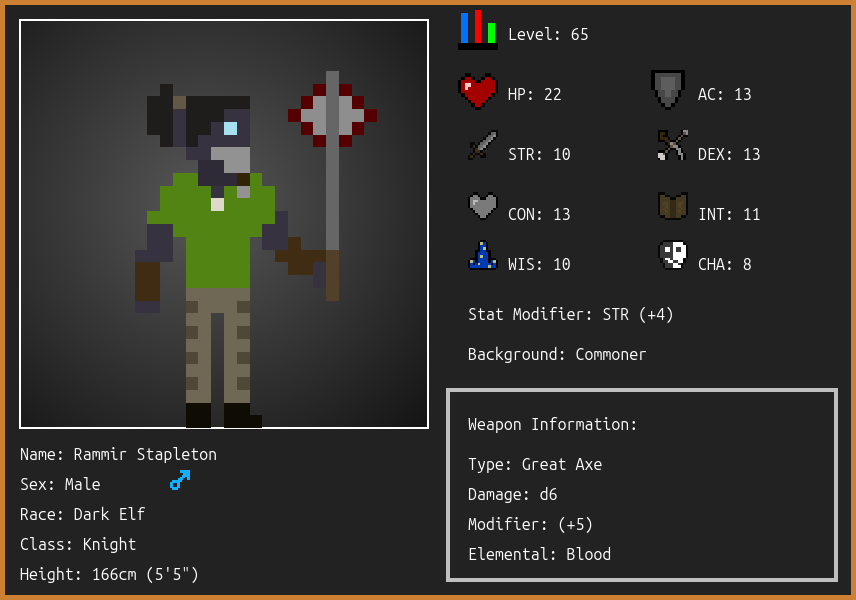 Level: 65
HP: 22
AC: 13
STR: 10
DEX: 13
CON: 13
INT: 11
WIS: 10
CHA: 8
Stat Modifier: STR (+4)
Background: Commoner
Weapon Information:
Type: Great Axe
Damage: d6
Modifier: (+5)
Elemental: Blood
Name: Rammir Stapleton
Sex: Male
Race: Dark Elf
Class: Knight
Height: 166cm (5'5")